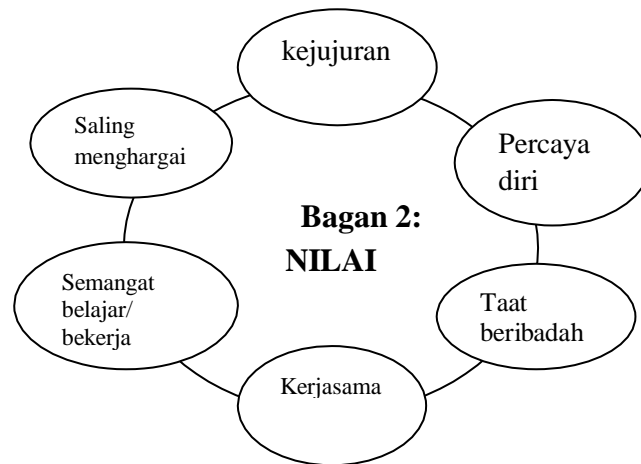 kejujuran
Percaya
diri
Taat
beribadah
Kerjasama
Semangat
belajar/
bekerja
Saling
menghargai
Bagan 2:
NILAI